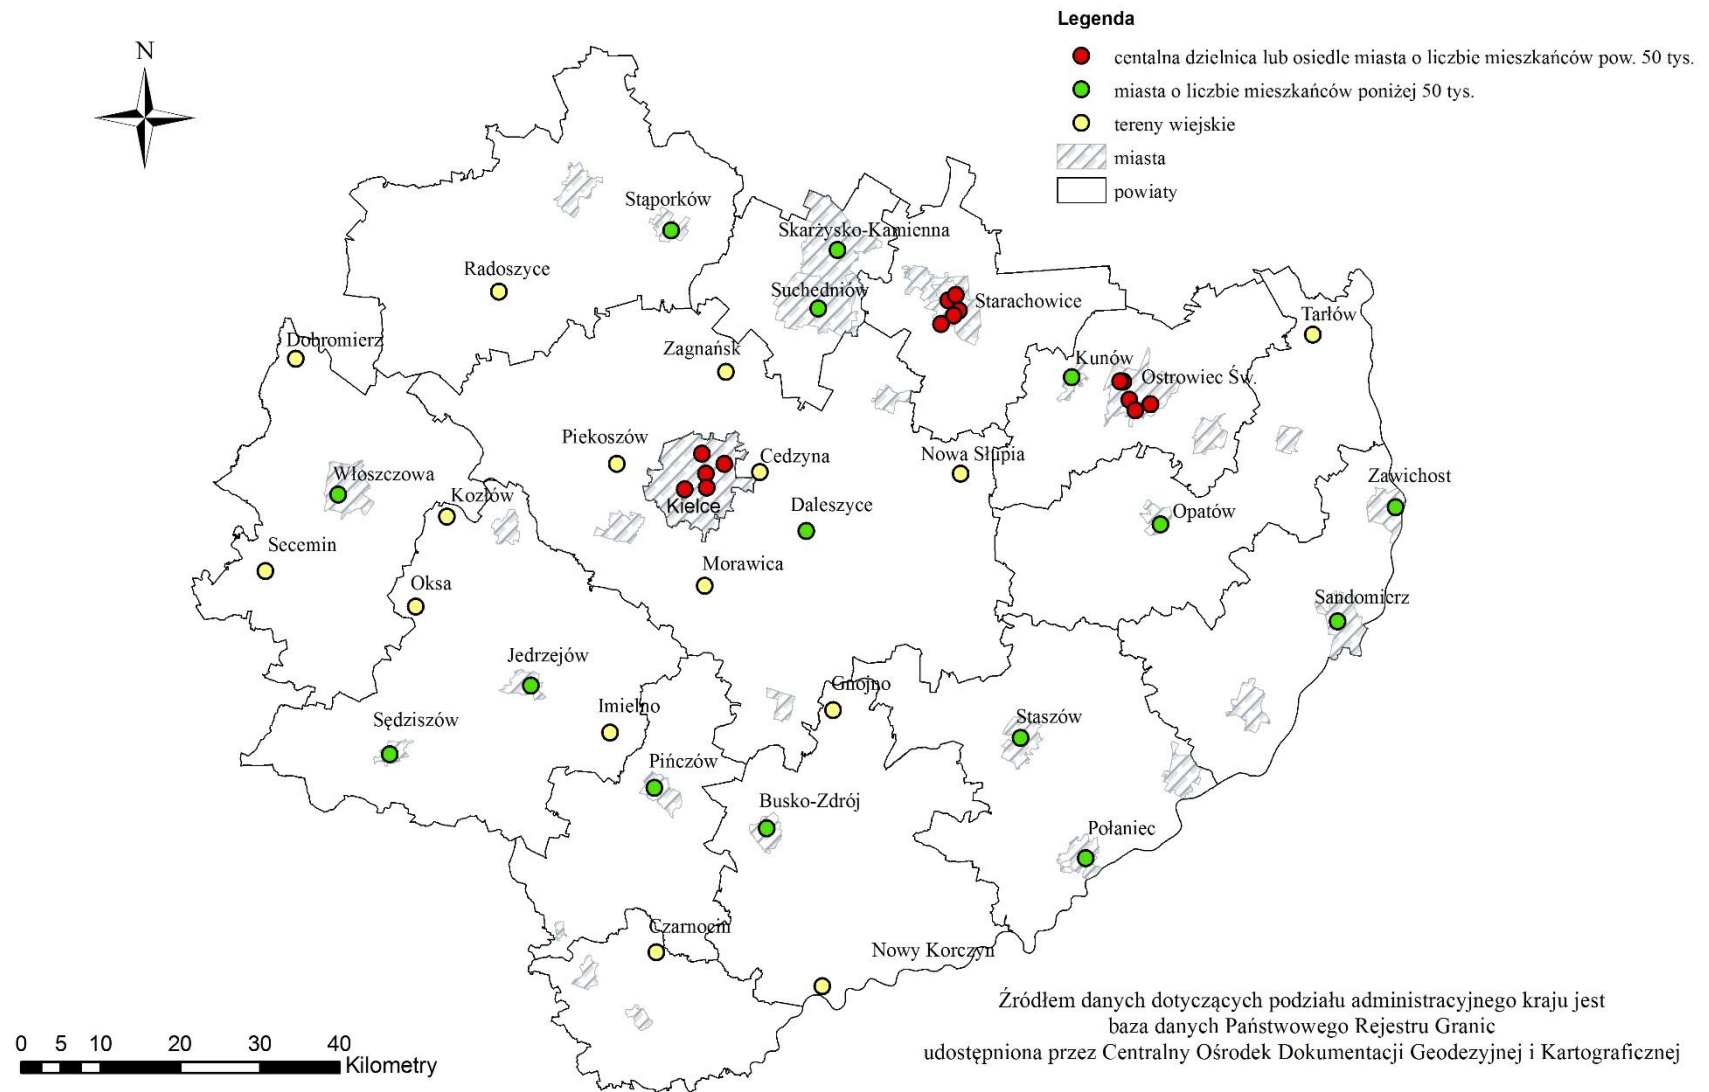 Legenda
centalna dzielnica lub osiedle miasta o liczbie mieszkańców pow. 50 tys.
miasta o liczbie mieszkańców poniżej 50 tys.
tereny wiejskie
miasta
powiaty
N
Stąporków
Skarżysko-Kamienna
Radoszyce
Suchedniów
Starachowice
Tarłów
Dobromierz
Zagnańsk
Kunów
Ostrowiec Św.
Piekoszów
Cedzyna
Nowa Słupia
Włoszczowa
Zawichost
Kozłów
Kielce
Daleszyce
Opatów
Secemin
Morawica
Oksa
Sandomierz
Jedrzejów
Gnojno
Imielno
Sędziszów
Staszów
Pińczów
Busko-Zdrój
Połaniec
Czarnocin
Nowy Korczyn
Źródłem danych dotyczących podziału administracyjnego kraju jest
baza danych Państwowego Rejestru Granic
udostępniona przez Centralny Ośrodek Dokumentacji Geodezyjnej i Kartograficznej
0 5 10 20 30 40
Kilometry